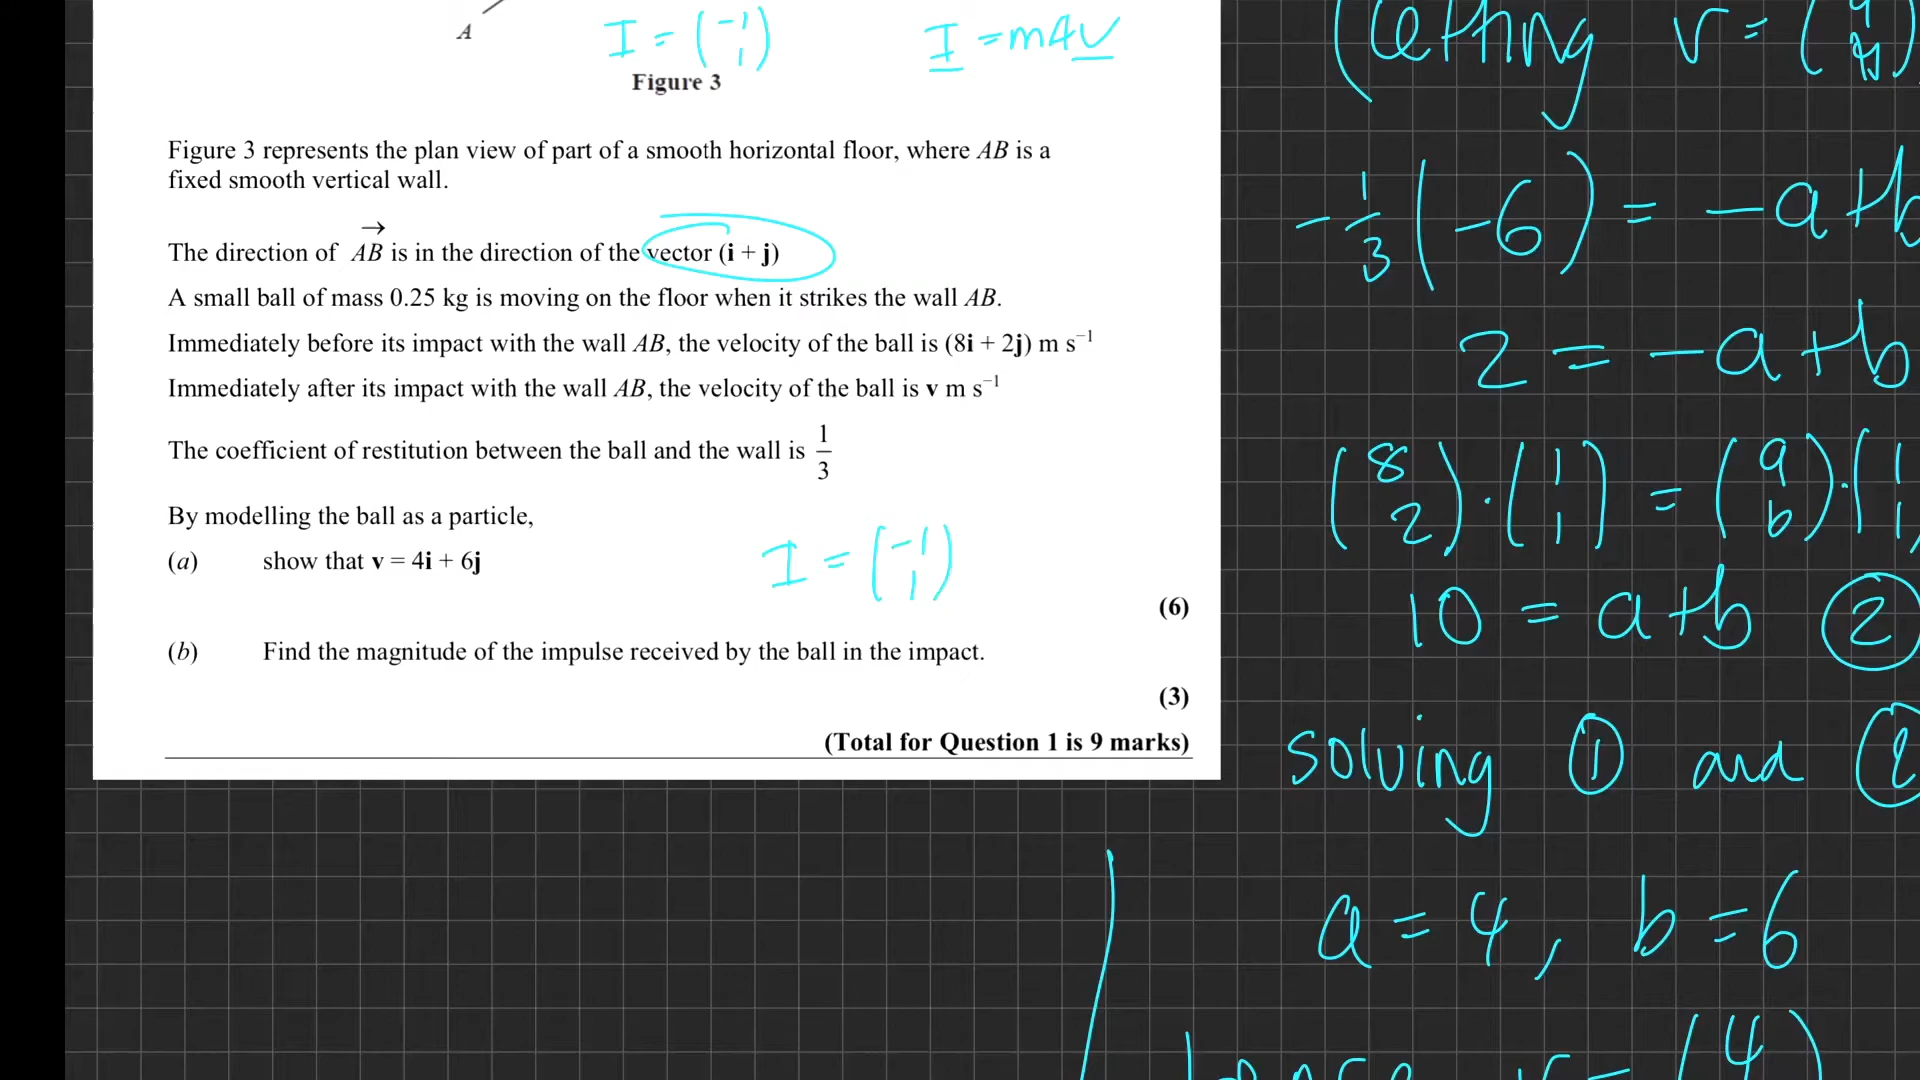 A
I = (-1 1)
I = m4v
Figure 3
Figure 3 represents the plan view of part of a smooth horizontal floor, where AB is a
fixed smooth vertical wall.
The direction of AB→ is in the direction of the vector (i + j)
A small ball of mass 0.25 kg is moving on the floor when it strikes the wall AB.
Immediately before its impact with the wall AB, the velocity of the ball is (8i + 2j) m s⁻¹
Immediately after its impact with the wall AB, the velocity of the ball is v m s⁻¹
The coefficient of restitution between the ball and the wall is 1/3
By modelling the ball as a particle,
(a) show that v = 4i + 6j
I = (-1 1)
(6)
(b) Find the magnitude of the impulse received by the ball in the impact.
(3)
(Total for Question 1 is 9 marks)
(letting v = (
-1/3 (-6) = -a+b
2 = -a+b
(8 2) · (1 1) = (a b) · (1 1
10 = a+b ②
solving ① and ②
a = 4, b = 6
v = (4